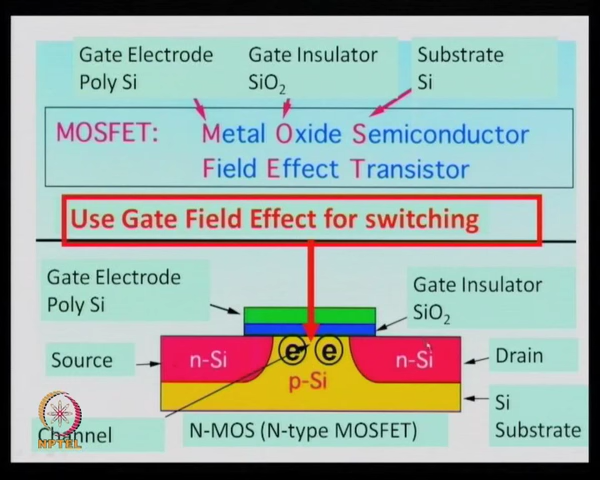 Gate Electrode
Poly Si
Gate Insulator
SiO₂
Substrate
Si
MOSFET: Metal Oxide Semiconductor
Field Effect Transistor
Use Gate Field Effect for switching
Gate Electrode
Poly Si
Gate Insulator
SiO₂
Source
n-Si
e
e
n-Si
Drain
p-Si
Si
Substrate
Channel
N-MOS (N-type MOSFET)
NPTEL